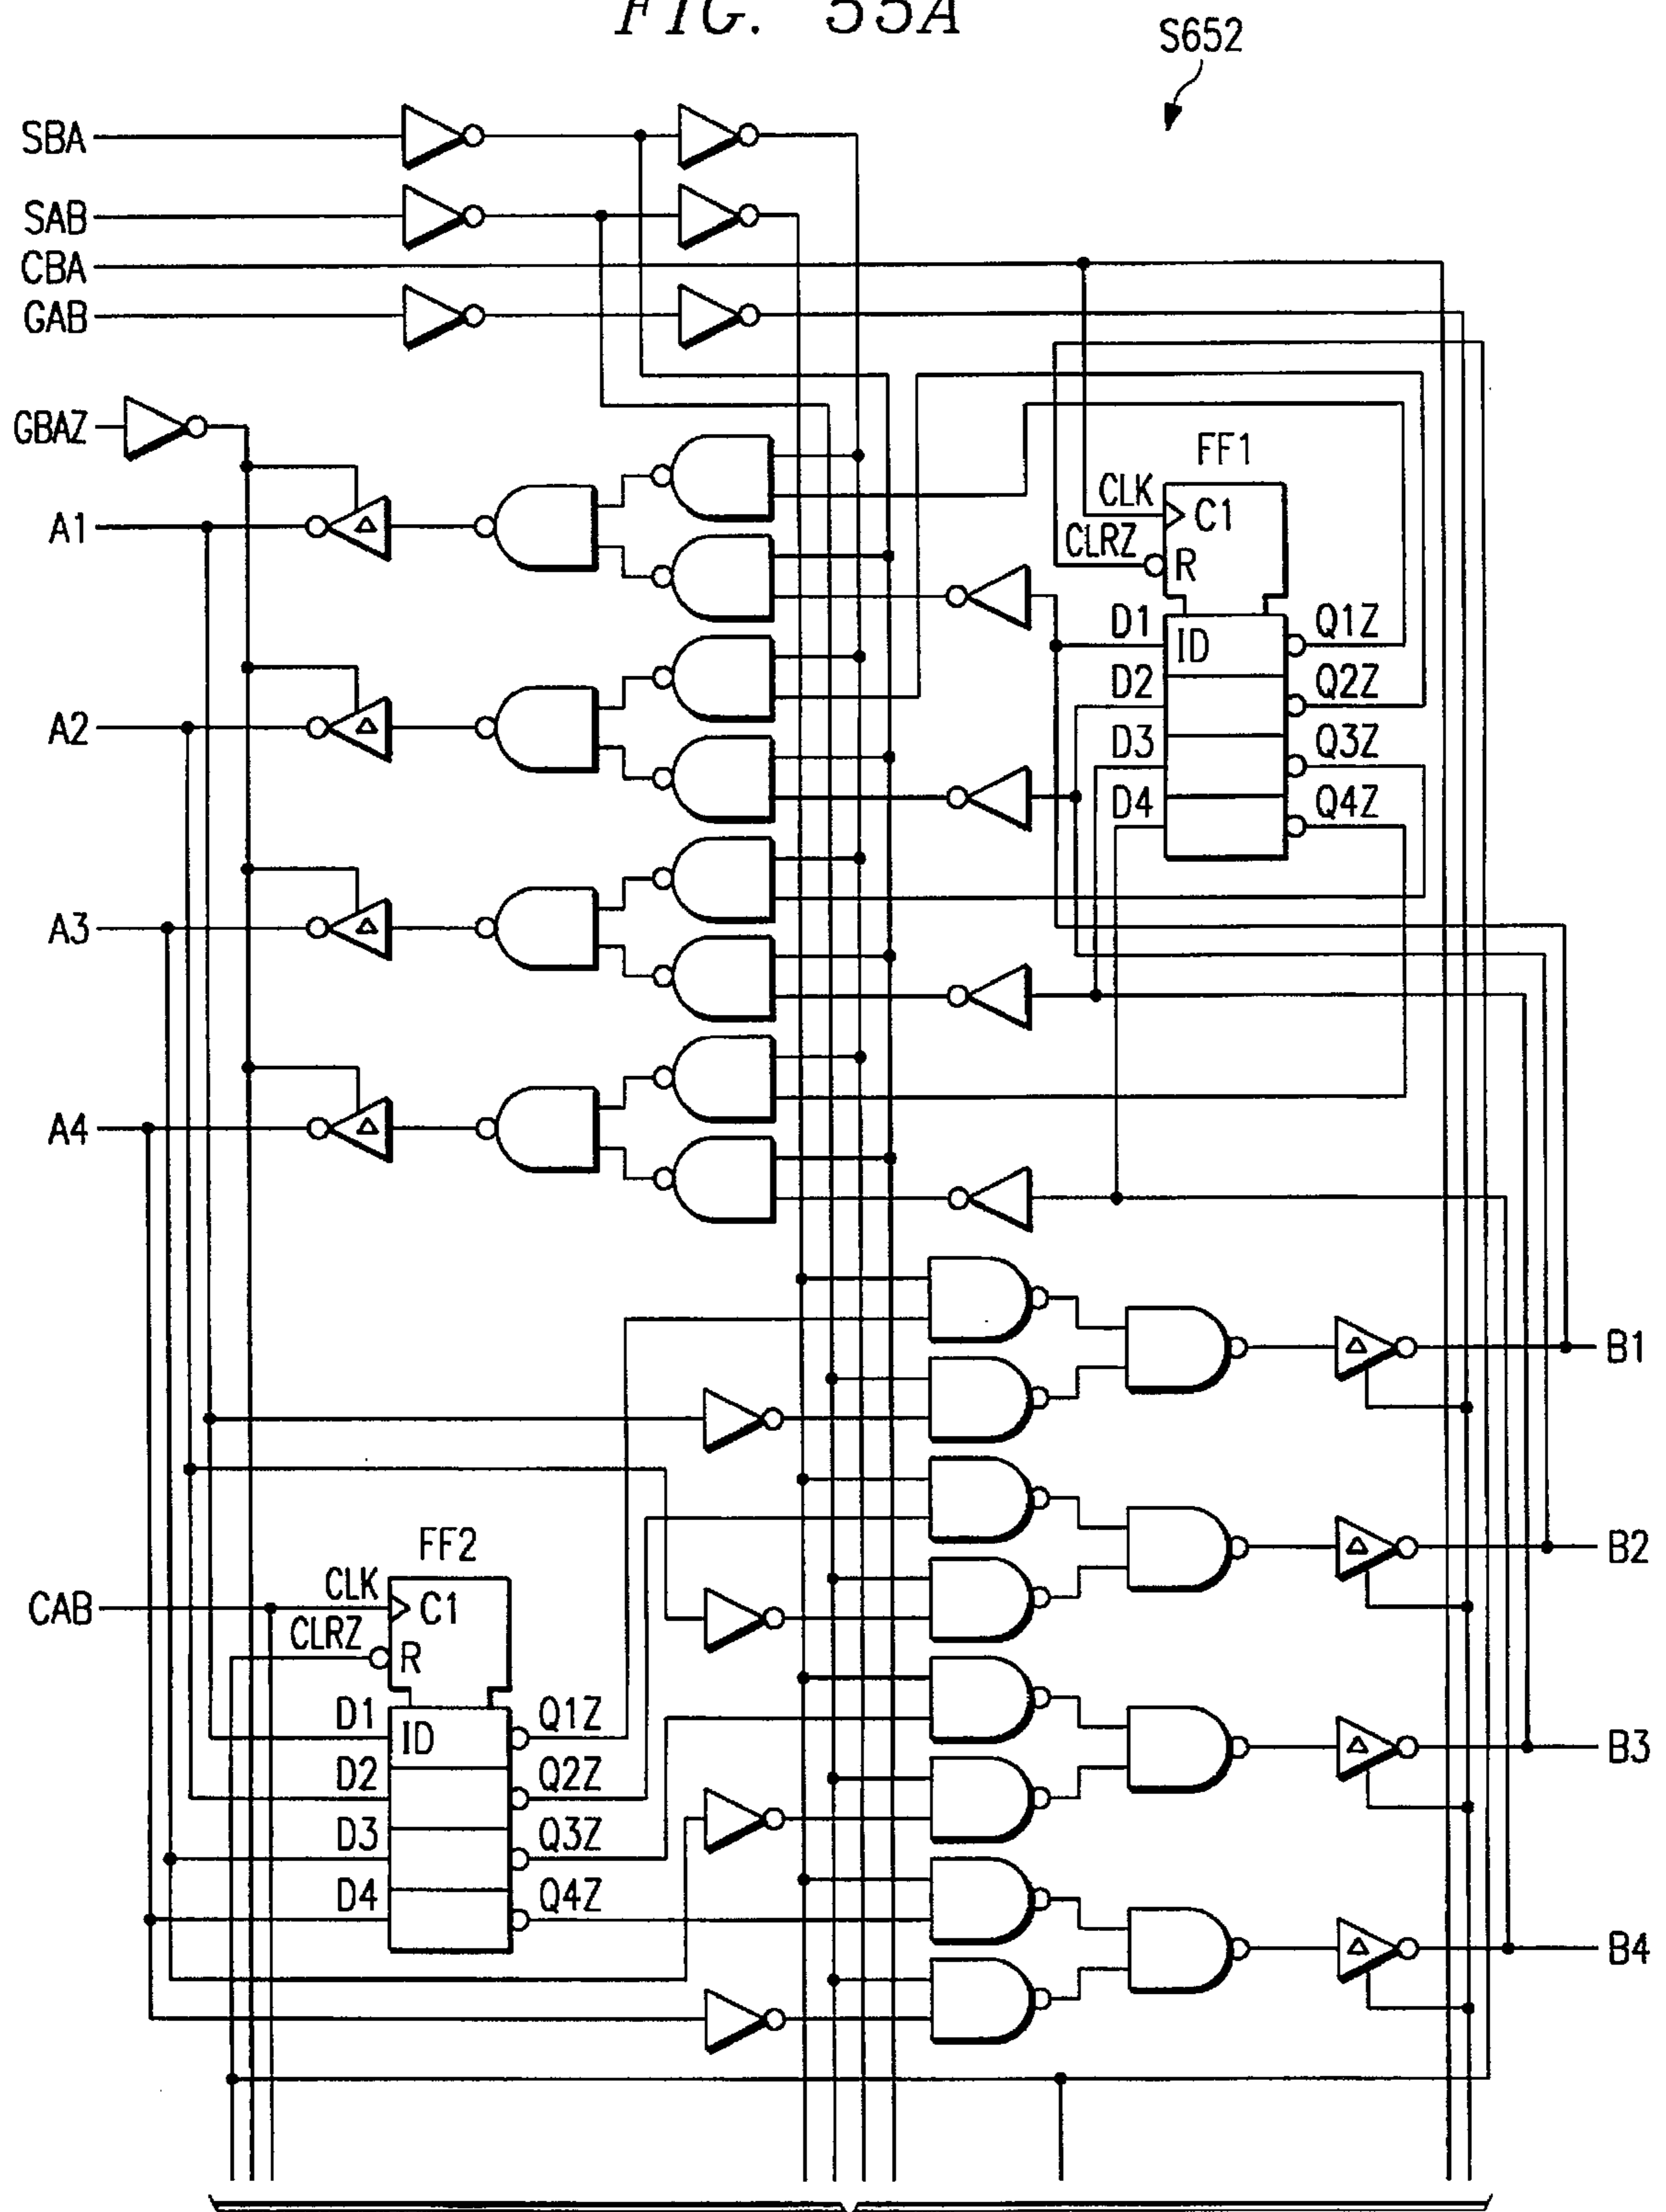 FIG. 55A
S652
SBA
SAB
CBA
GAB
GBAZ
FF1
CLK
C1
A1
CLRZ
R
D1
ID
Q1Z
D2
Q2Z
A2
D3
Q3Z
D4
Q4Z
A3
A4
B1
FF2
B2
CLK
CAB
C1
CLRZ
R
D1
ID
Q1Z
B3
D2
Q2Z
D3
Q3Z
D4
Q4Z
B4